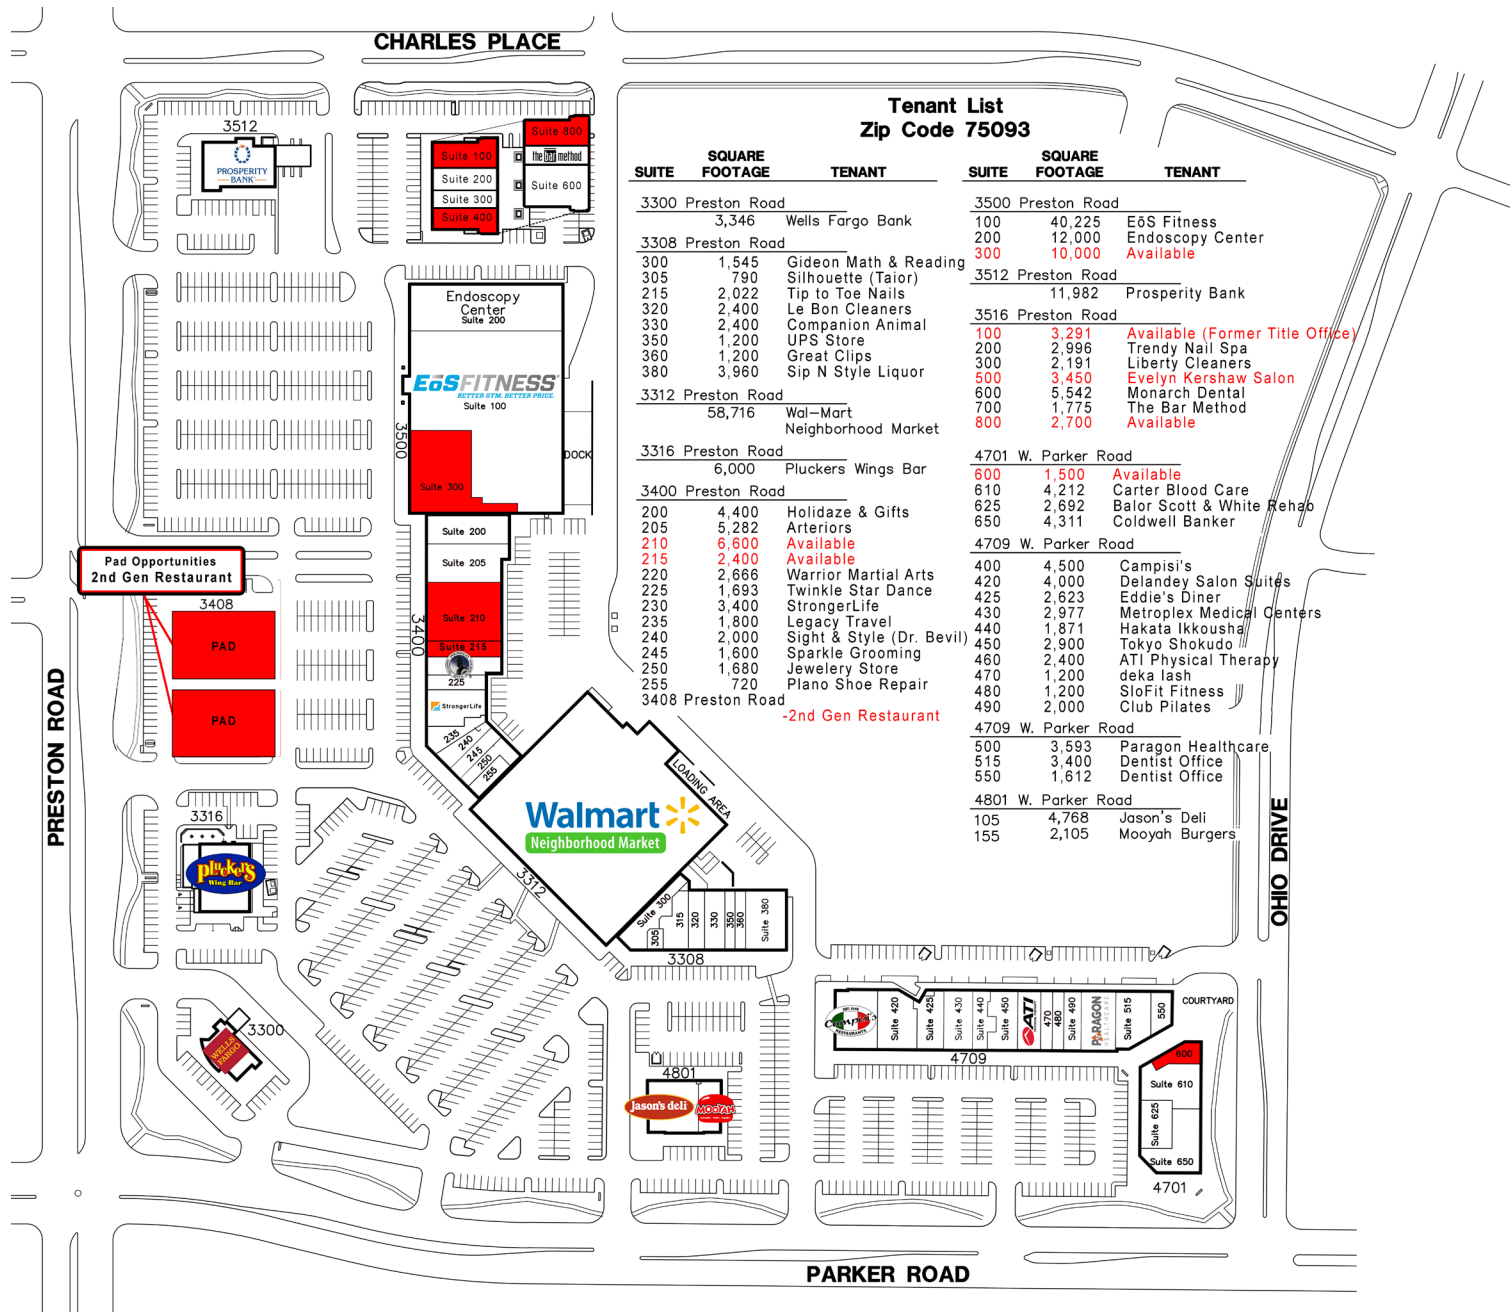 CHARLES PLACE
Tenant List
Zip Code 75093
SUITE SQUARE FOOTAGE TENANT
3300 Preston Road
3,346 Wells Fargo Bank
3308 Preston Road
300 1,545 Gideon Math & Reading
305 790 Silhouette (Taior)
215 2,022 Tip to Toe Nails
320 2,400 Le Bon Cleaners
330 2,400 Companion Animal
350 1,200 UPS Store
360 1,200 Great Clips
380 3,960 Sip N Style Liquor
3312 Preston Road
58,716 Wal-Mart
Neighborhood Market
3316 Preston Road
6,000 Pluckers Wings Bar
3400 Preston Road
200 4,400 Holidaze & Gifts
205 5,282 Arteriors
210 6,600 Available
215 2,400 Available
220 2,666 Warrior Martial Arts
225 1,693 Twinkle Star Dance
230 3,400 StrongerLife
235 1,800 Legacy Travel
240 2,000 Sight & Style (Dr. Bevil)
245 1,600 Sparkle Grooming
250 1,680 Jewelery Store
255 720 Plano Shoe Repair
3408 Preston Road
-2nd Gen Restaurant
SUITE SQUARE FOOTAGE TENANT
3500 Preston Road
100 40,225 EōS Fitness
200 12,000 Endoscopy Center
300 10,000 Available
3512 Preston Road
11,982 Prosperity Bank
3516 Preston Road
100 3,291 Available (Former Title Office)
200 2,996 Trendy Nail Spa
300 2,191 Liberty Cleaners
500 3,450 Evelyn Kershaw Salon
600 5,542 Monarch Dental
700 1,775 The Bar Method
800 2,700 Available
4701 W. Parker Road
600 1,500 Available
610 4,212 Carter Blood Care
625 2,692 Balor Scott & White Rehab
650 4,311 Coldwell Banker
4709 W. Parker Road
400 4,500 Campisi's
420 4,000 Delandey Salon Suites
425 2,623 Eddie's Diner
430 2,977 Metroplex Medical Centers
440 1,871 Hakata Ikkousha
450 2,900 Tokyo Shokudo
460 2,400 ATI Physical Therapy
470 1,200 deka lash
480 1,200 SloFit Fitness
490 2,000 Club Pilates
4709 W. Parker Road
500 3,593 Paragon Healthcare
515 3,400 Dentist Office
550 1,612 Dentist Office
4801 W. Parker Road
105 4,768 Jason's Deli
155 2,105 Mooyah Burgers
3512
PROSPERITY
BANK
Suite 100
Suite 200
Suite 300
Suite 400
Suite 800
the bar method
Suite 600
Endoscopy
Center
Suite 200
EōSFITNESS
BETTER GYM. BETTER PRICE.
Suite 100
3500
DOCK
Suite 300
Suite 200
Suite 205
Suite 210
Suite 215
3400
225
StrongerLife
235
240
245
250
255
Pad Opportunities
2nd Gen Restaurant
3408
PAD
PAD
PRESTON ROAD
LOADING AREA
Walmart
Neighborhood Market
3312
3316
Pluckers
Wing Bar
Suite 300
305
315
320
330
350
360
Suite 380
3308
3300
WELLS
FARGO
4801
Jason's deli
MOOYAH
Campisi's
RESTAURANTS
Suite 420
Suite 425
Suite 430
Suite 440
Suite 450
ATI
470
480
Suite 490
PARAGON
HEALTHCARE
Suite 515
550
COURTYARD
4709
600
Suite 610
Suite 625
Suite 650
4701
OHIO DRIVE
PARKER ROAD